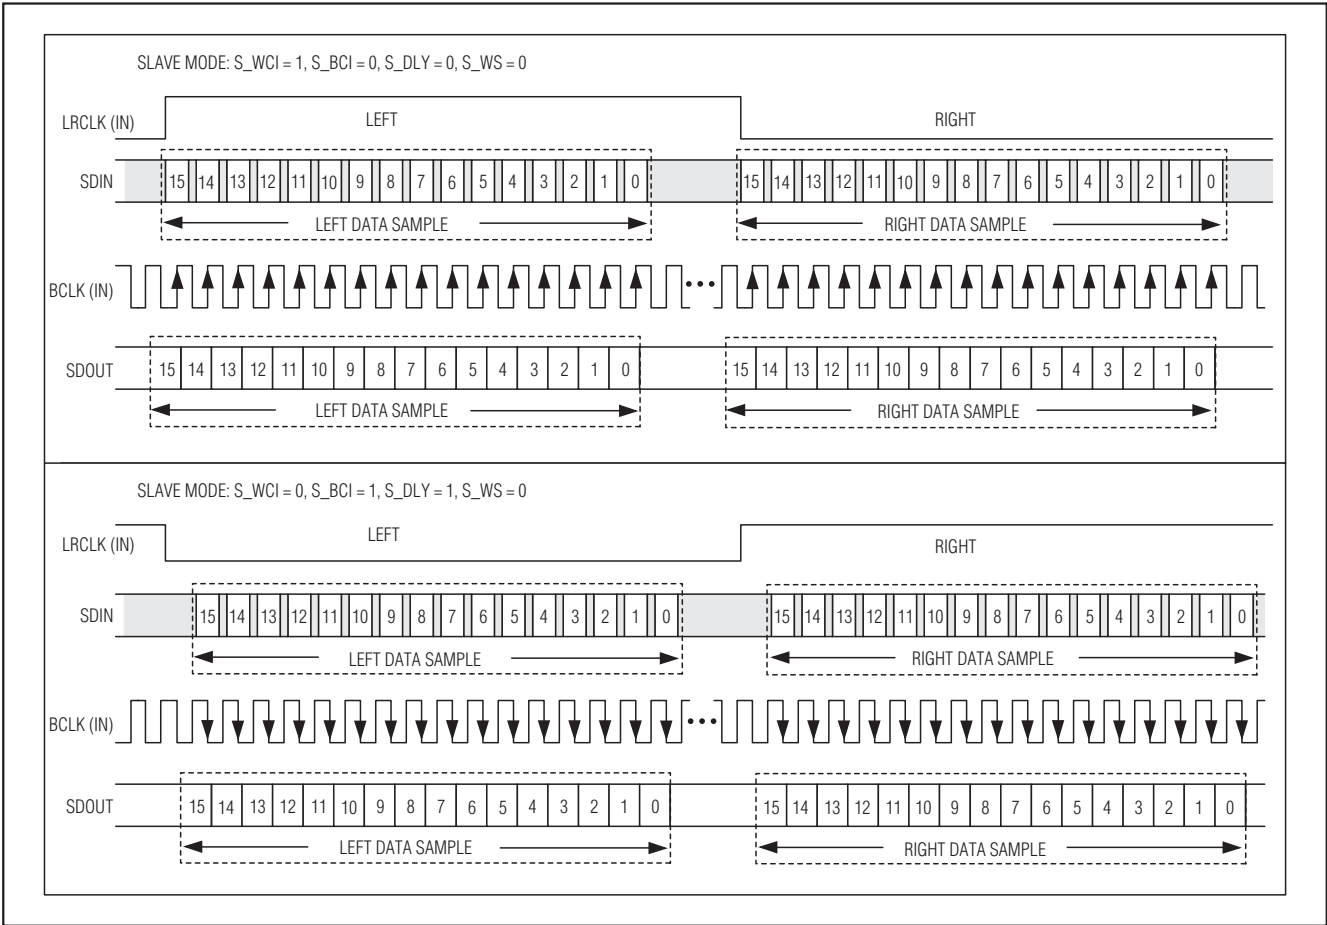 SLAVE MODE: S_WCI = 1, S_BCI = 0, S_DLY = 0, S_WS = 0
LRCLK (IN) LEFT RIGHT
SDIN 15 14 13 12 11 10 9 8 7 6 5 4 3 2 1 0 15 14 13 12 11 10 9 8 7 6 5 4 3 2 1 0
LEFT DATA SAMPLE RIGHT DATA SAMPLE
BCLK (IN)
SDOUT 15 14 13 12 11 10 9 8 7 6 5 4 3 2 1 0 15 14 13 12 11 10 9 8 7 6 5 4 3 2 1 0
LEFT DATA SAMPLE RIGHT DATA SAMPLE
SLAVE MODE: S_WCI = 0, S_BCI = 1, S_DLY = 1, S_WS = 0
LRCLK (IN) LEFT RIGHT
SDIN 15 14 13 12 11 10 9 8 7 6 5 4 3 2 1 0 15 14 13 12 11 10 9 8 7 6 5 4 3 2 1 0
LEFT DATA SAMPLE RIGHT DATA SAMPLE
BCLK (IN)
SDOUT 15 14 13 12 11 10 9 8 7 6 5 4 3 2 1 0 15 14 13 12 11 10 9 8 7 6 5 4 3 2 1 0
LEFT DATA SAMPLE RIGHT DATA SAMPLE